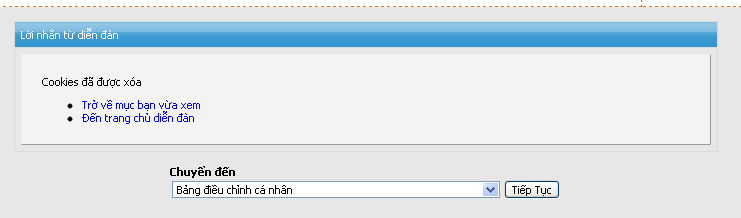 Lời nhắn từ diễn đàn
Cookies đã được xóa
Trở về mục bạn vừa xem
Đến trang chủ diễn đàn
Chuyển đến
Bảng điều chỉnh cá nhân
Tiếp Tục